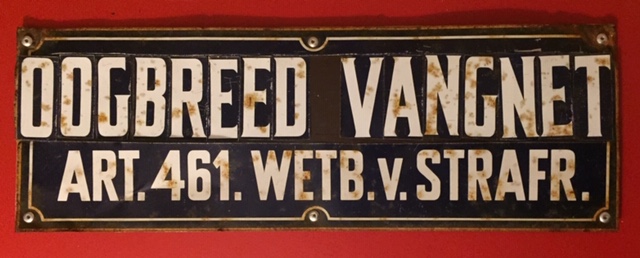 OOGBREED VANGNET
ART. 461. WETB. v. STRAFR.